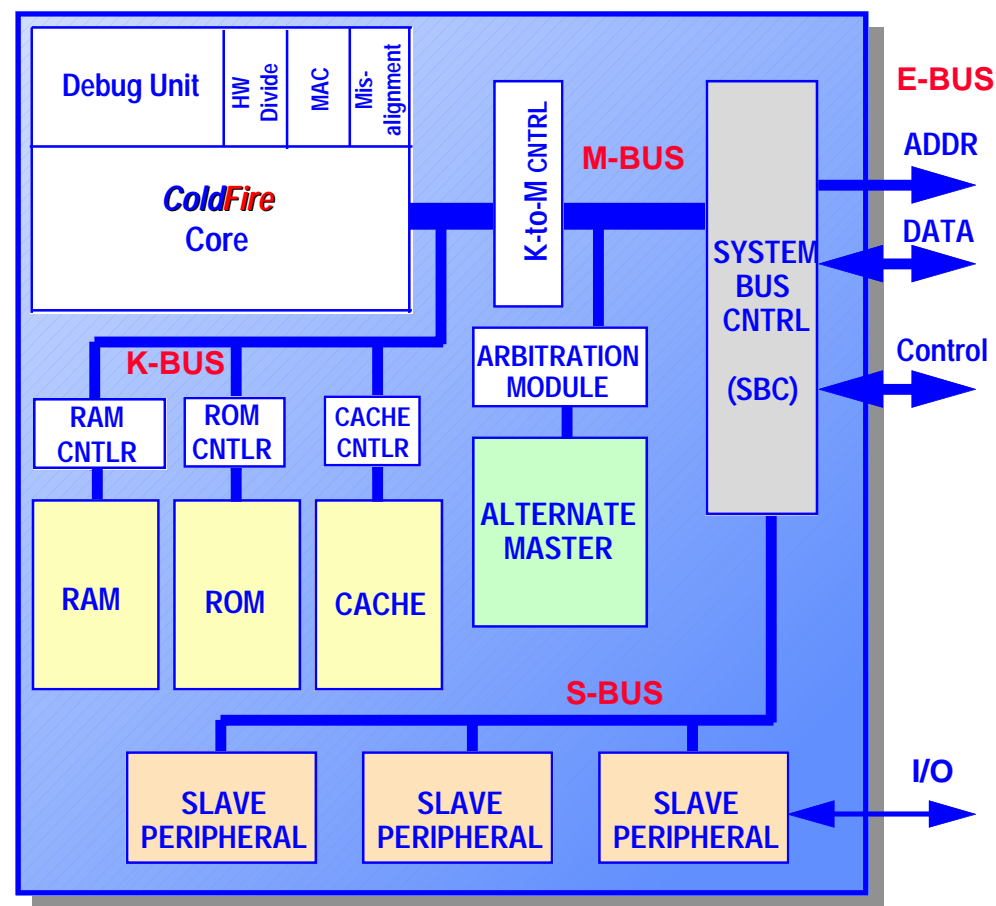 Debug Unit
HW
Divide
MAC
Mis-
alignment
ColdFire
Core
K-to-M CNTRL
M-BUS
SYSTEM
BUS
CNTRL
(SBC)
E-BUS
ADDR
DATA
Control
K-BUS
RAM
CNTLR
ROM
CNTLR
CACHE
CNTLR
ARBITRATION
MODULE
RAM
ROM
CACHE
ALTERNATE
MASTER
S-BUS
SLAVE
PERIPHERAL
SLAVE
PERIPHERAL
SLAVE
PERIPHERAL
I/O